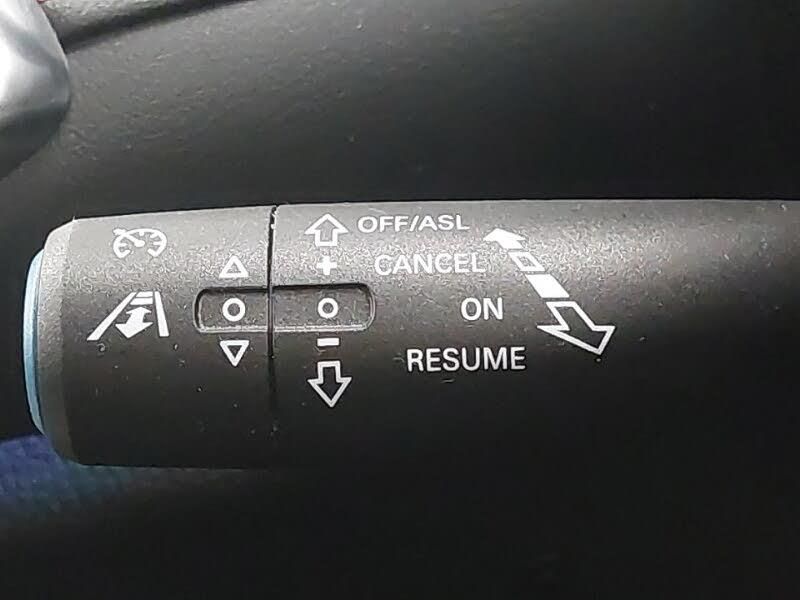 OFF/ASL
+ CANCEL
ON
- RESUME